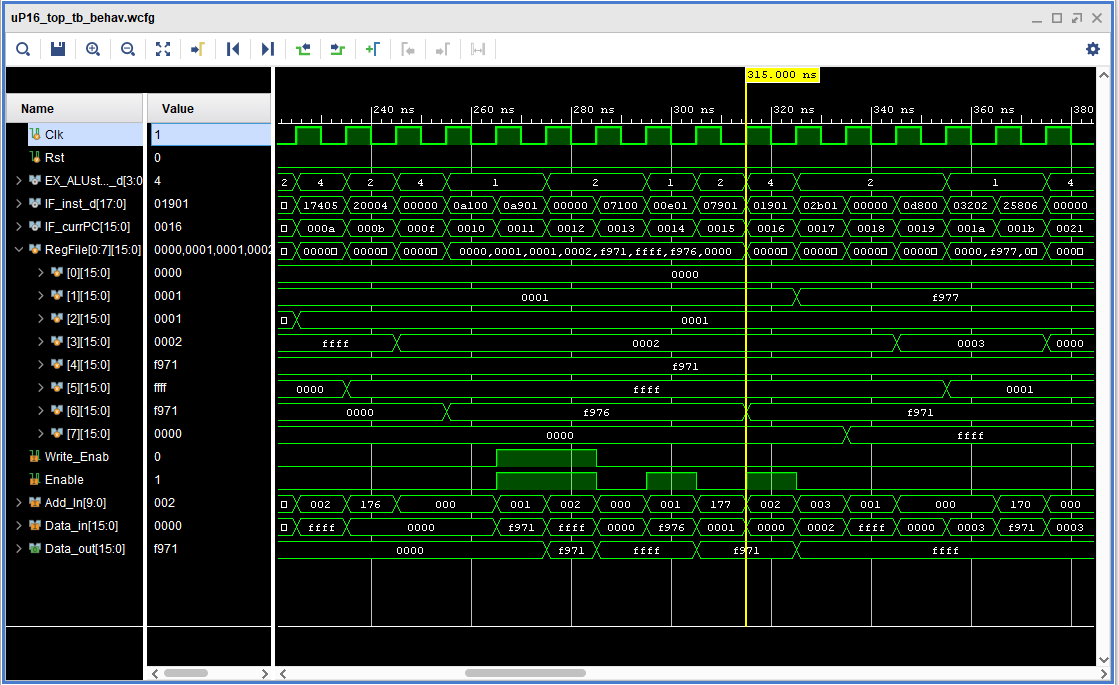 uP16_top_tb_behav.wcfg
315.000 ns
Name Value 240 ns 260 ns 280 ns 300 ns 320 ns 340 ns 360 ns 380
Clk 1
Rst 0
EX_ALUst..._d[3:0 4 2 4 2 4 1 2 1 2 4 2 1 4
IF_inst_d[17:0] 01901 17405 20004 00000 0a100 0a901 00000 07100 00e01 07901 01901 02b01 00000 0d800 03202 25806 00000
IF_currPC[15:0] 0016 000a 000b 000f 0010 0011 0012 0013 0014 0015 0016 0017 0018 0019 001a 001b 0021
RegFile[0:7][15:0] 0000,0001,0001,0002 0000 0000 0000 0000,0001,0001,0002,f971,ffff,f976,0000 0000 0000 0000 0000 0000,f977,0 0000
[0][15:0] 0000 0000
[1][15:0] 0001 0001 f977
[2][15:0] 0001 0001
[3][15:0] 0002 ffff 0002 0003 0000
[4][15:0] f971 f971
[5][15:0] ffff 0000 ffff 0001
[6][15:0] f971 0000 f976 f971
[7][15:0] 0000 0000 ffff
Write_Enab 0
Enable 1
Add_In[9:0] 002 002 176 000 001 002 000 001 177 002 003 001 000 170 000
Data_in[15:0] 0000 ffff 0000 f971 ffff 0000 f976 0001 0000 0002 ffff 0000 0003 f971 0003
Data_out[15:0] f971 0000 f971 ffff f971 ffff